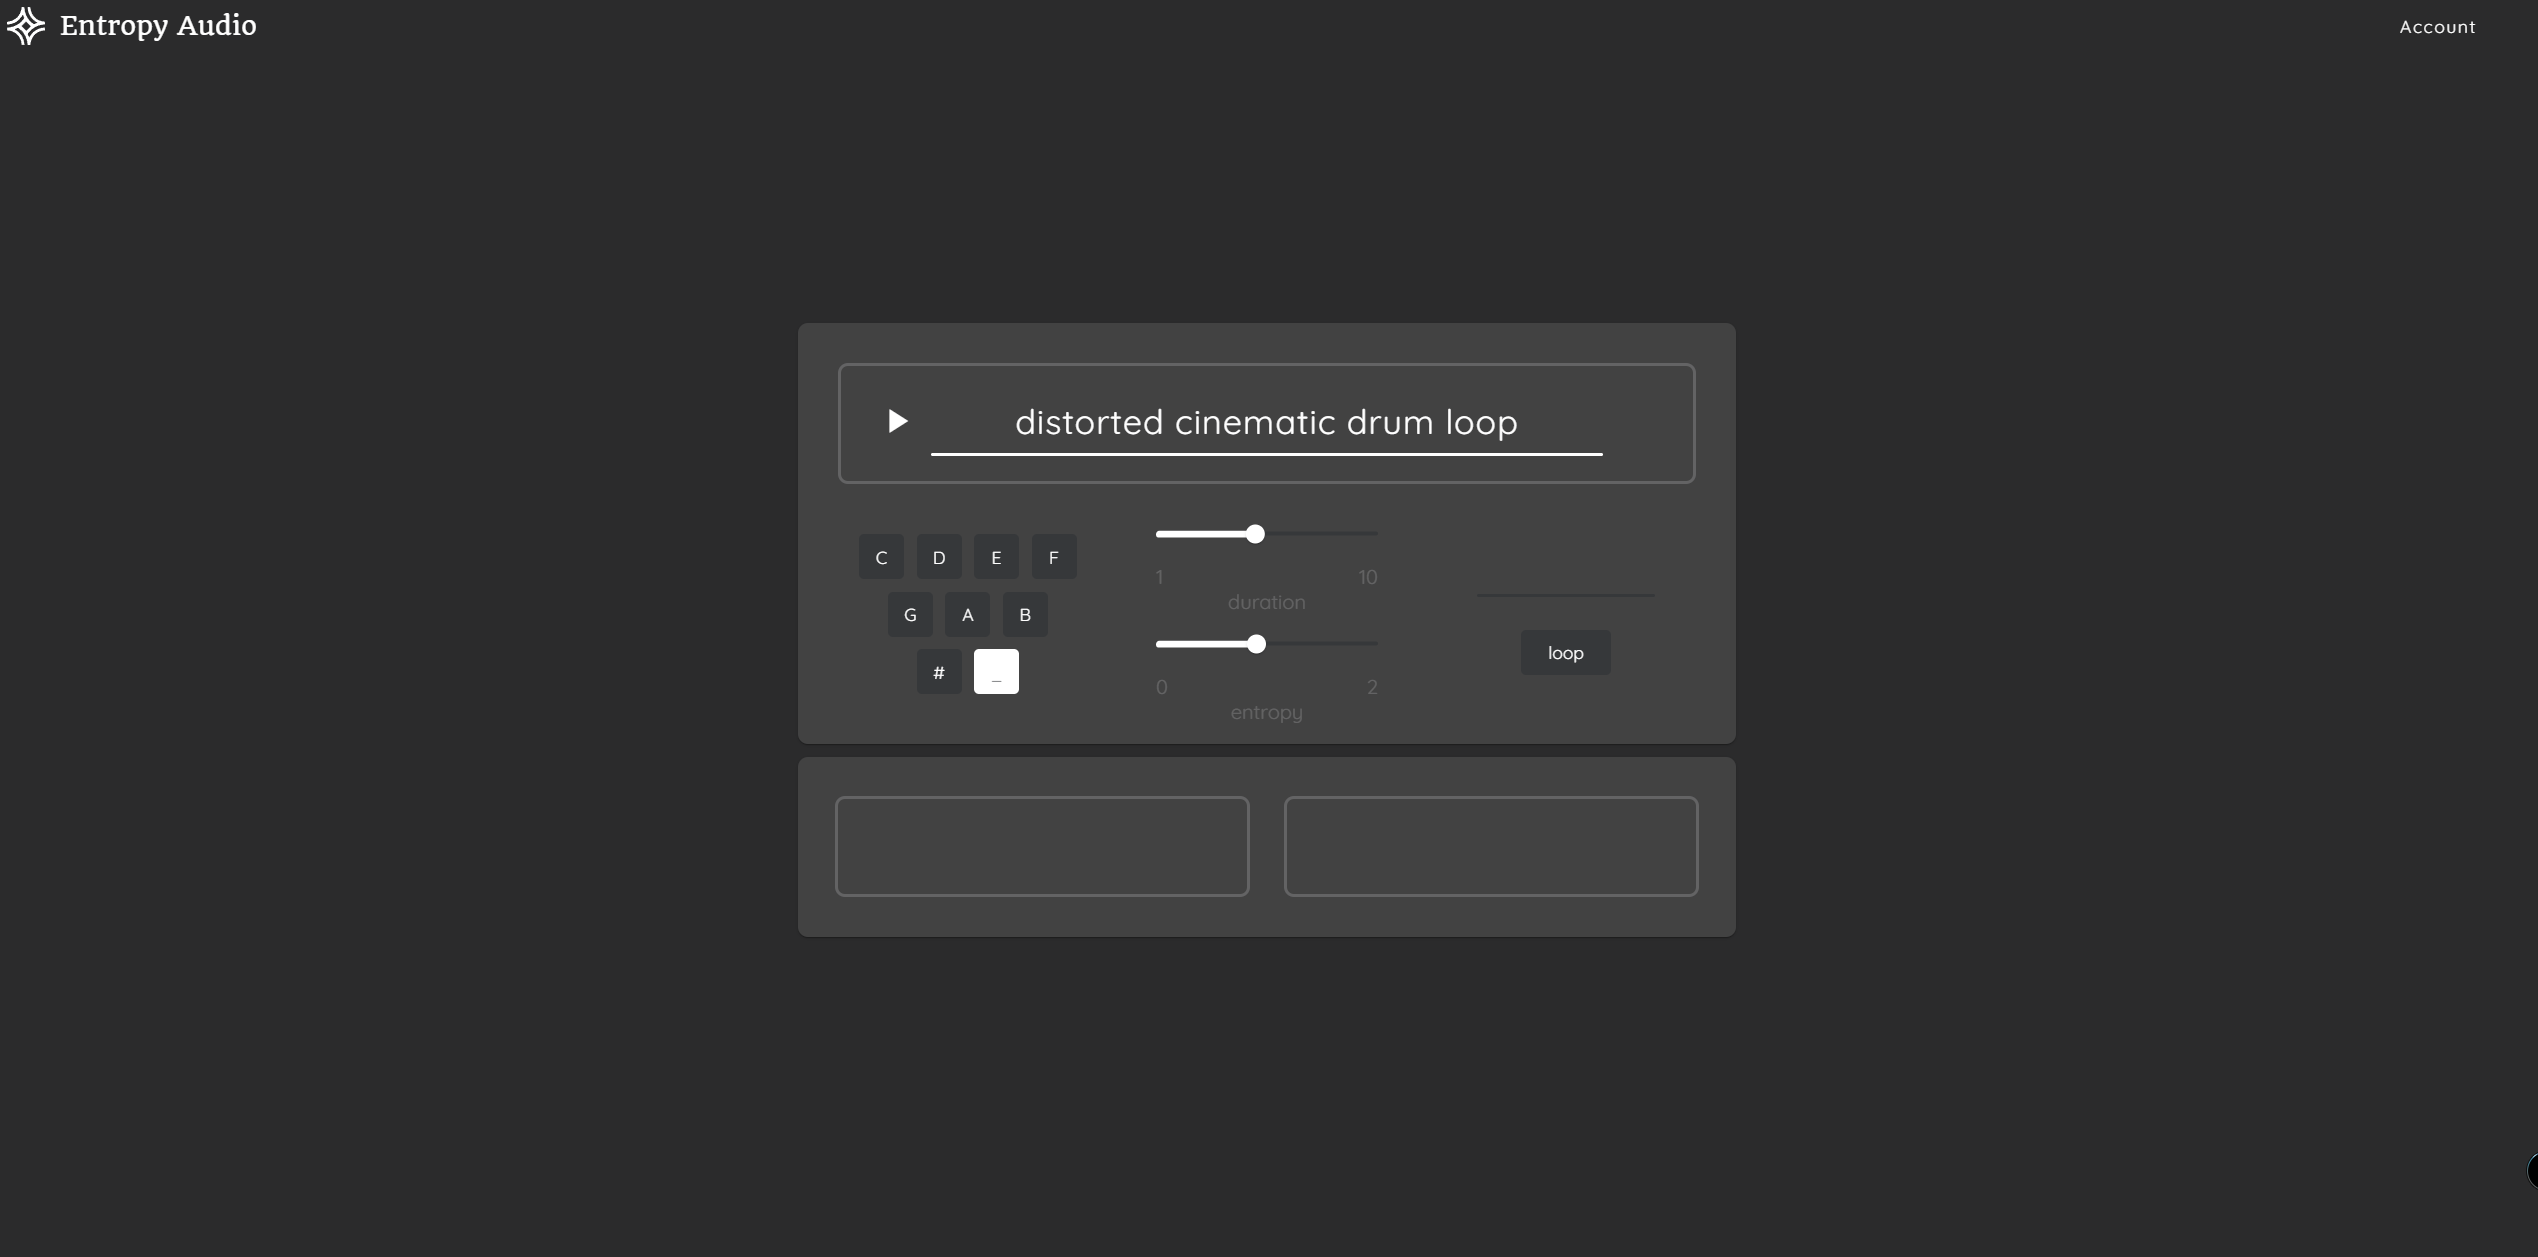 Entropy Audio
Account
distorted cinematic drum loop
C D E F
G A B
# _
1 10
duration
0 2
entropy
loop